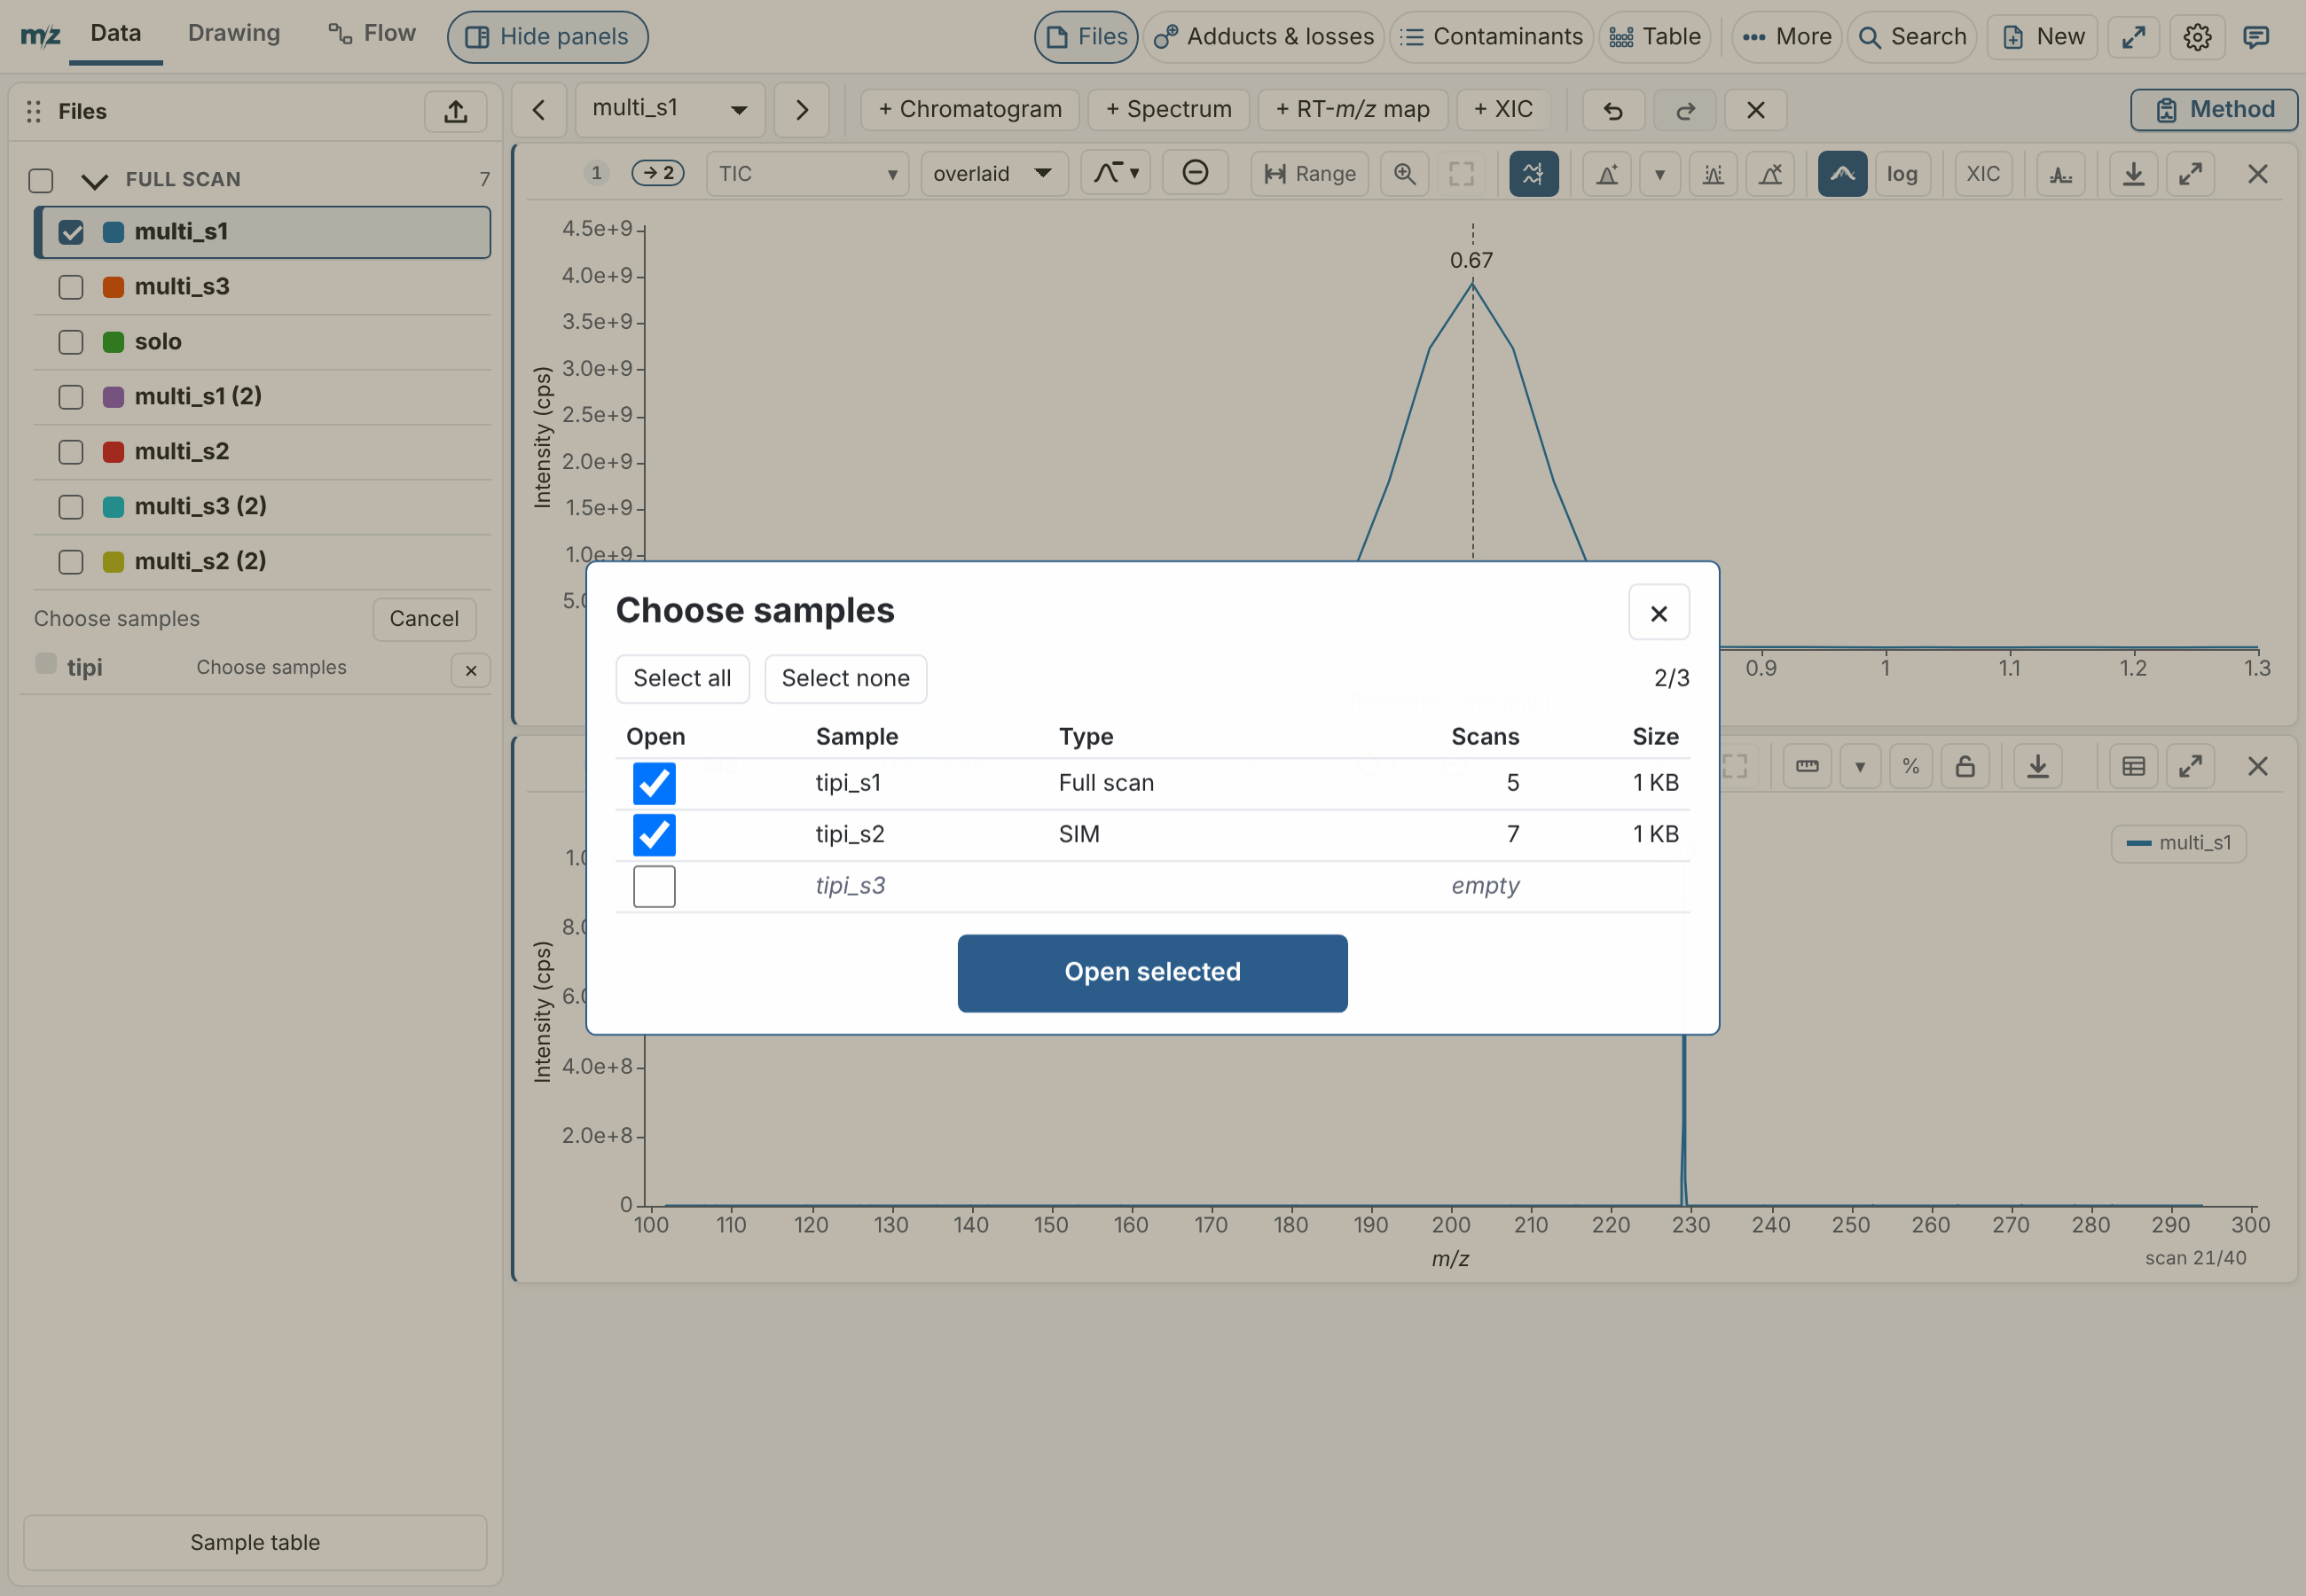 m/z Data Drawing Flow Hide panels Files Adducts & losses Contaminants Table More Search New
Files
multi_s1 + Chromatogram + Spectrum + RT-m/z map + XIC Method
FULL SCAN 7
multi_s1
multi_s3
solo
multi_s1 (2)
multi_s2
multi_s3 (2)
multi_s2 (2)
Choose samples Cancel
tipi Choose samples
Sample table
1 → 2 TIC overlaid Range log XIC
4.5e+9
0.67
4.0e+9
3.5e+9
3.0e+9
2.5e+9
2.0e+9
1.5e+9
1.0e+9
Intensity (cps)
0.9 1 1.1 1.2 1.3
Choose samples
Select all Select none 2/3
Open Sample Type Scans Size
tipi_s1 Full scan 5 1 KB
tipi_s2 SIM 7 1 KB
tipi_s3 empty
Open selected
%
multi_s1
Intensity (cps)
4.0e+8
2.0e+8
0
100 110 120 130 140 150 160 170 180 190 200 210 220 230 240 250 260 270 280 290 300
m/z
scan 21/40